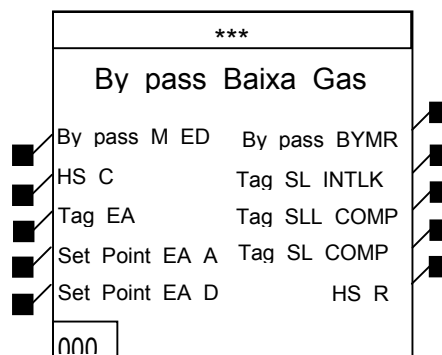 ***
By pass Baixa Gas
By pass M ED
HS C
Tag EA
Set Point EA A
Set Point EA D
By pass BYMR
Tag SL INTLK
Tag SLL COMP
Tag SL COMP
HS R
000